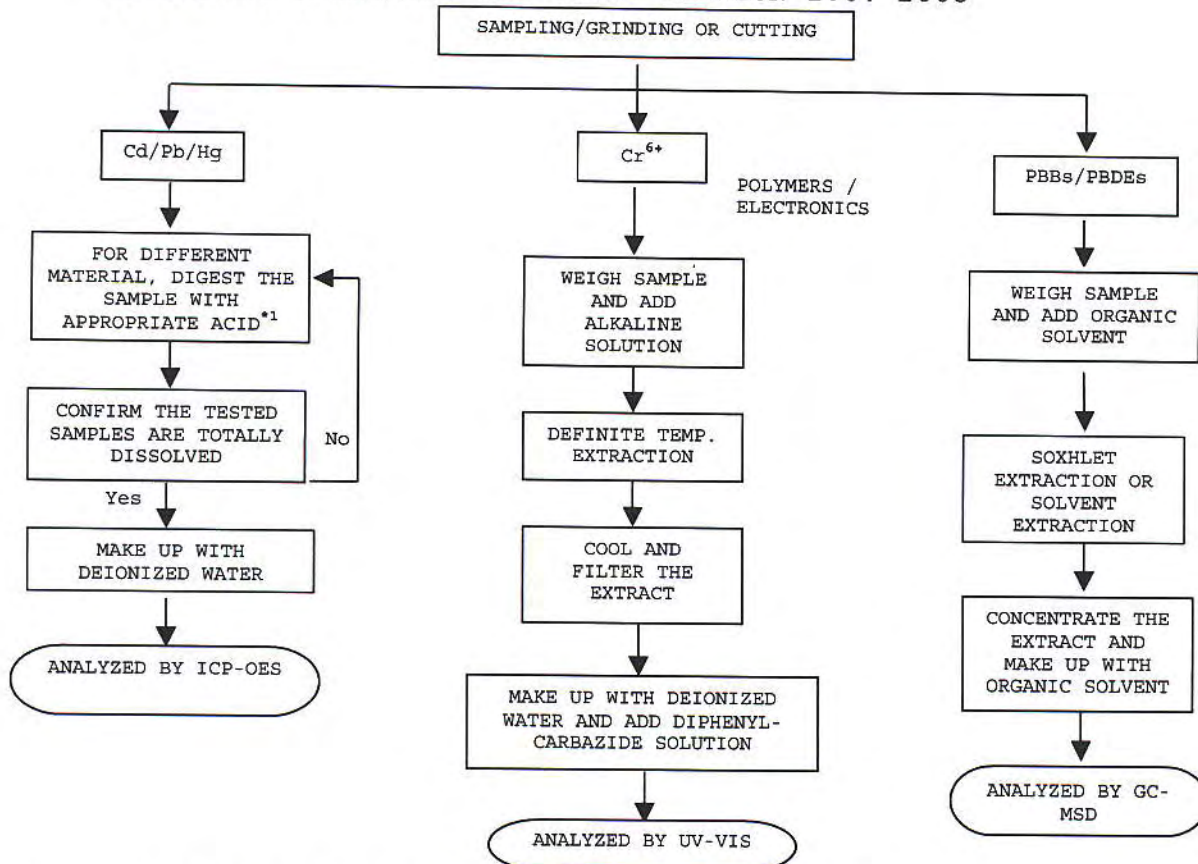 SAMPLING/GRINDING OR CUTTING
Cd/Pb/Hg
FOR DIFFERENT
MATERIAL, DIGEST THE
SAMPLE WITH
APPROPRIATE ACID*1
CONFIRM THE TESTED
SAMPLES ARE TOTALLY
DISSOLVED
No
Yes
MAKE UP WITH
DEIONIZED WATER
ANALYZED BY ICP-OES
Cr6+
POLYMERS /
ELECTRONICS
WEIGH SAMPLE
AND ADD
ALKALINE
SOLUTION
DEFINITE TEMP.
EXTRACTION
COOL AND
FILTER THE
EXTRACT
MAKE UP WITH DEIONIZED
WATER AND ADD DIPHENYL-
CARBAZIDE SOLUTION
ANALYZED BY UV-VIS
PBBs/PBDEs
WEIGH SAMPLE
AND ADD ORGANIC
SOLVENT
SOXHLET
EXTRACTION OR
SOLVENT
EXTRACTION
CONCENTRATE THE
EXTRACT AND
MAKE UP WITH
ORGANIC SOLVENT
ANALYZED BY GC-
MSD